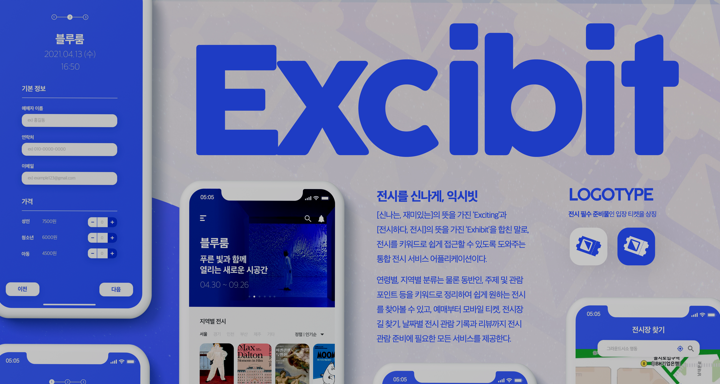 블루룸
2021.04.13 (수)
16:50
기본 정보
예매자 이름
연락처
이메일
가격
성인 7000원
청소년 6000원
아동 4500원
이전
다음
Excibit
05:05
블루룸
푸른 빛과 함께
열리는 새로운 시공간
04.30 – 09.26
지역별 전시
서울
정렬 | 인기순
Max
Dalton
전시를 신나게, 익시빗
[신나는, 재미있는]의 뜻을 가진 'Exciting'과
[전시하다, 전시]의 뜻을 가진 'Exhibit'을 합친 말로,
전시를 키워드로 쉽게 접근할 수 있도록 도와주는
통합 전시 서비스 어플리케이션이다.
연령별, 지역별 분류는 물론 동반인, 주제 및 관람
포인트 등을 키워드로 정리하여 쉽게 원하는 전시
를 찾아볼 수 있고, 예매부터 모바일 티켓, 전시장
길 찾기, 날짜별 전시 관람 기록과 리뷰까지 전시
관람 준비에 필요한 모든 서비스를 제공한다.
LOGOTYPE
전시 필수 준비물인 입장 티켓을 상징
05:05
전시장 찾기
05:05
05:05